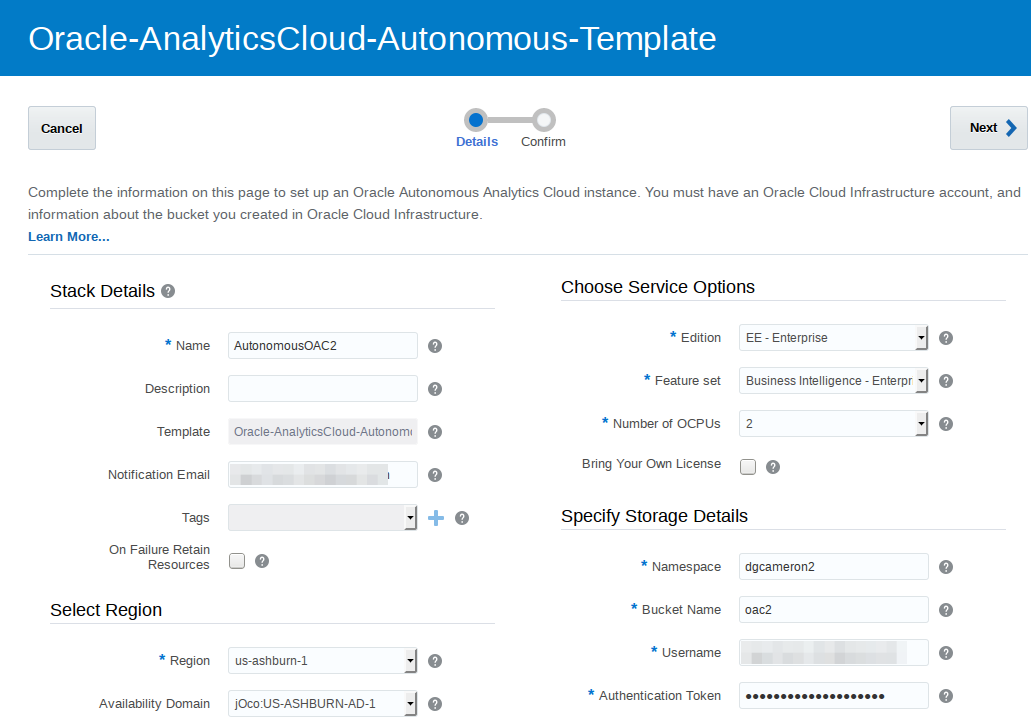 Oracle-AnalyticsCloud-Autonomous-Template
Cancel
Details
Confirm
Next
Complete the information on this page to set up an Oracle Autonomous Analytics Cloud instance. You must have an Oracle Cloud Infrastructure account, and
information about the bucket you created in Oracle Cloud Infrastructure.
Learn More...
Stack Details ?
* Name AutonomousOAC2 ?
Description ?
Template Oracle-AnalyticsCloud-Autonom ?
Notification Email ?
Tags + ?
On Failure Retain
Resources ?
Select Region
* Region us-ashburn-1 ?
Availability Domain jOco:US-ASHBURN-AD-1 ?
Choose Service Options
* Edition EE - Enterprise ?
* Feature set Business Intelligence - Enterpr ?
* Number of OCPUs 2 ?
Bring Your Own License ?
Specify Storage Details
* Namespace dgcameron2 ?
* Bucket Name oac2 ?
* Username ?
* Authentication Token •••••••••••••••••••• ?